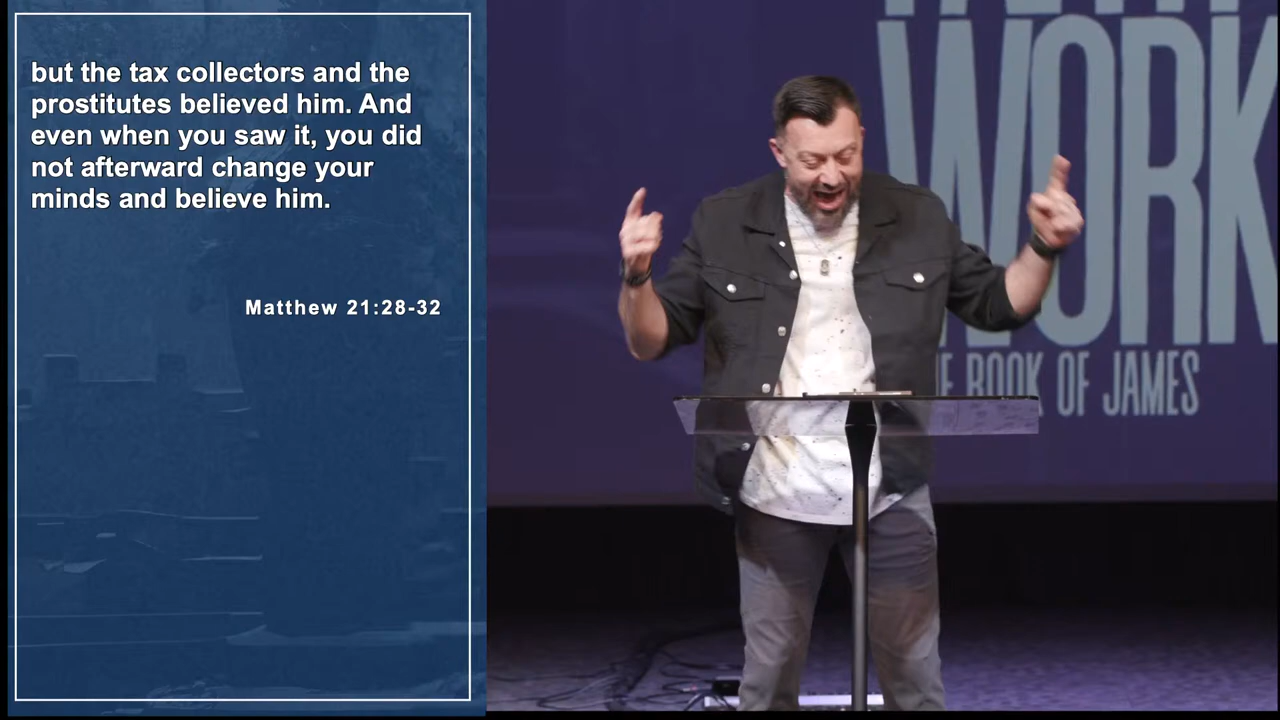 but the tax collectors and the
prostitutes believed him. And
even when you saw it, you did
not afterward change your
minds and believe him.
Matthew 21:28-32
WORK
BOOK OF JAMES